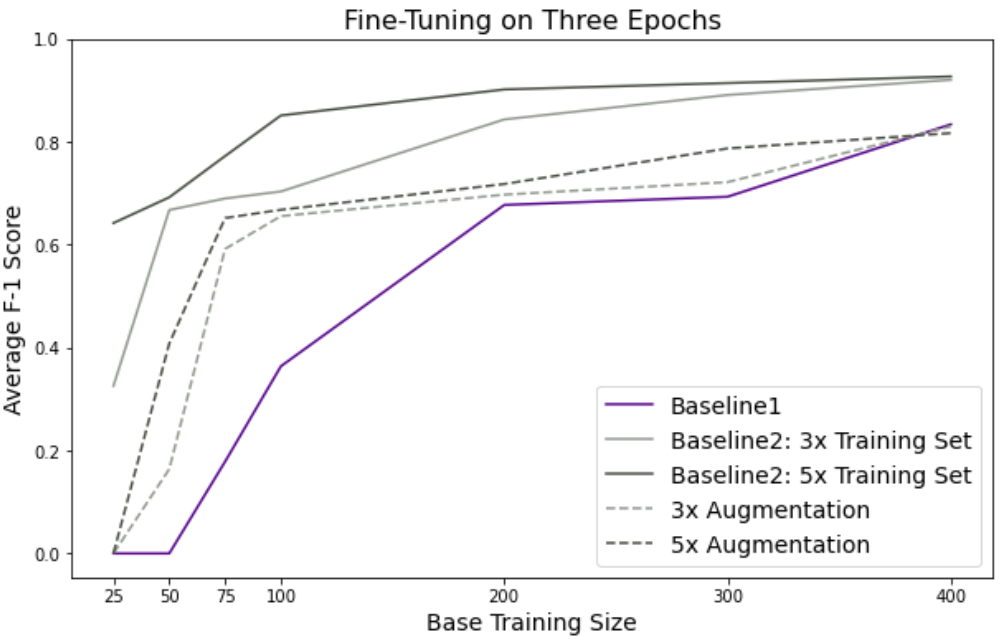 Fine-Tuning on Three Epochs
1.0
0.8
0.6
0.4
0.2
0.0
Average F-1 Score
25 50 75 100 200 300 400
Base Training Size
Baseline1
Baseline2: 3x Training Set
Baseline2: 5x Training Set
3x Augmentation
5x Augmentation